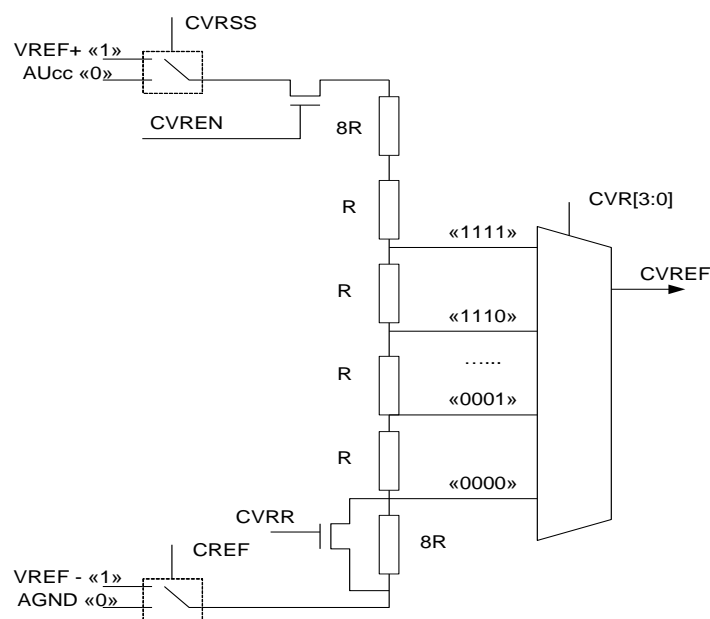 CVRSS
VREF+ «1»
AUcc «0»
CVREN
8R
R
CVR[3:0]
«1111»
CVREF
R
«1110»
…...
R
«0001»
R
«0000»
CVRR
8R
CREF
VREF - «1»
AGND «0»